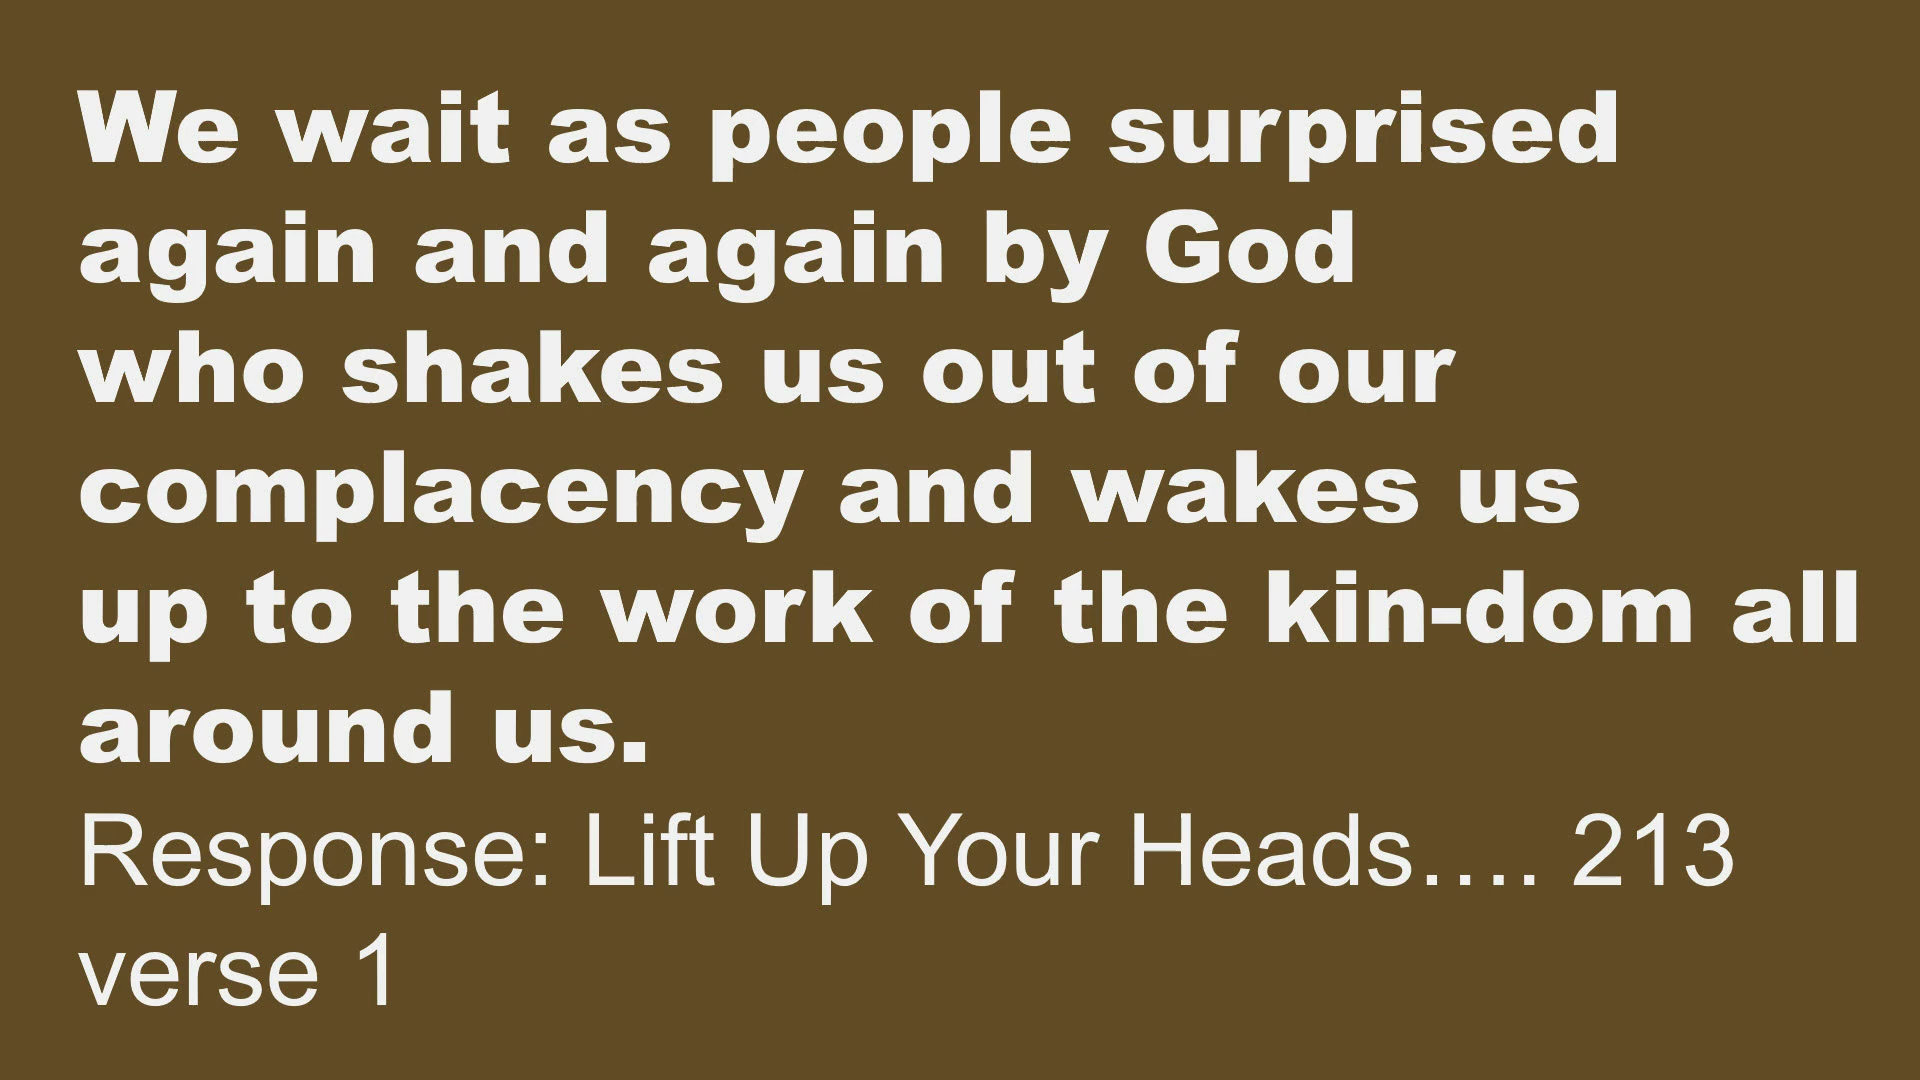 We wait as people surprised
again and again by God
who shakes us out of our
complacency and wakes us
up to the work of the kin-dom all
around us.
Response: Lift Up Your Heads…. 213
verse 1